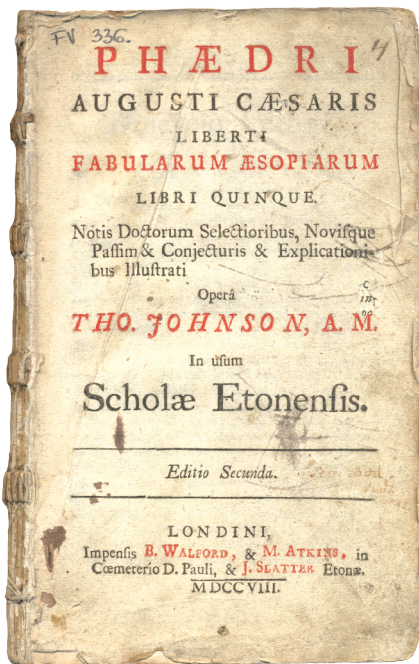 FV 336.
4
PHÆDRI
AUGUSTI CÆSARIS
LIBERTI
FABULARUM ÆSOPIARUM
LIBRI QUINQUE.
Notis Doctorum Selectioribus, Noviſque
Paſſim & Conjecturis & Explicationi-
bus Illuſtrati
Operâ
THO. JOHNSON, A. M.
In uſum
Scholæ Etonenſis.
Editio Secunda.
LONDINI,
Impenſis B. WALFORD, & M. ATKINS, in
Cœmeterio D. Pauli, & J. SLATTER Etonæ.
MDCCVIII.